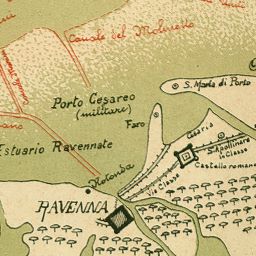 Canale del Molinetto
S. Maria di Porto
Porto Cesareo
(militare)
Faro
Cesarea
S. Apollinare
in Classe
Castello romano
Estuario Ravennate
Rotonda
Via Classe
RAVENNA